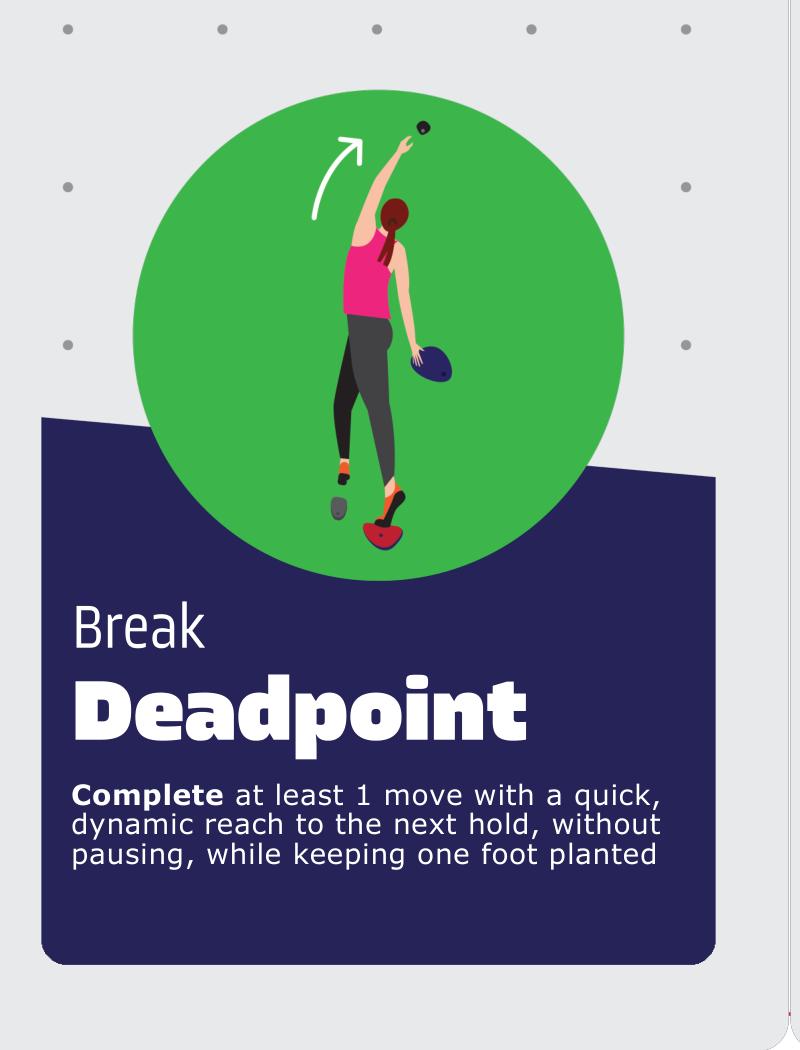 Break
Deadpoint
Complete at least 1 move with a quick,
dynamic reach to the next hold, without
pausing, while keeping one foot planted